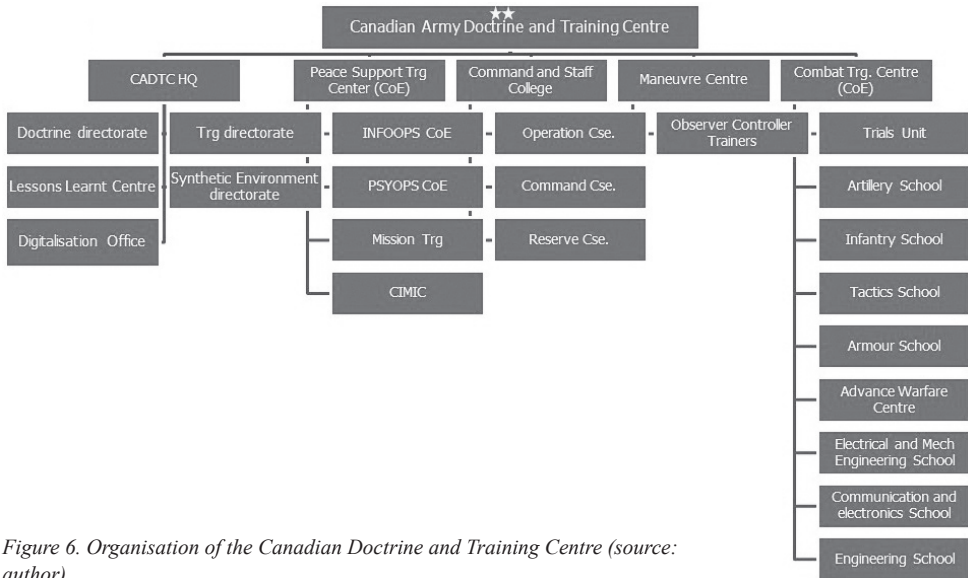 Canadian Army Doctrine and Training Centre
CADTC HQ
Peace Support Trg
Center (CoE)
Command and Staff
College
Maneuvre Centre
Combat Trg. Centre
(CoE)
Doctrine directorate
Trg directorate
INFOOPS CoE
Operation Cse.
Observer Controller
Trainers
Trials Unit
Lessons Learnt Centre
Synthetic Environment
directorate
PSYOPS CoE
Command Cse.
Artillery School
Digitalisation Office
Mission Trg
Reserve Cse.
Infantry School
CIMIC
Tactics School
Armour School
Advance Warfare
Centre
Electrical and Mech
Engineering School
Communication and
electronics School
Engineering School
Figure 6. Organisation of the Canadian Doctrine and Training Centre (source:
author)